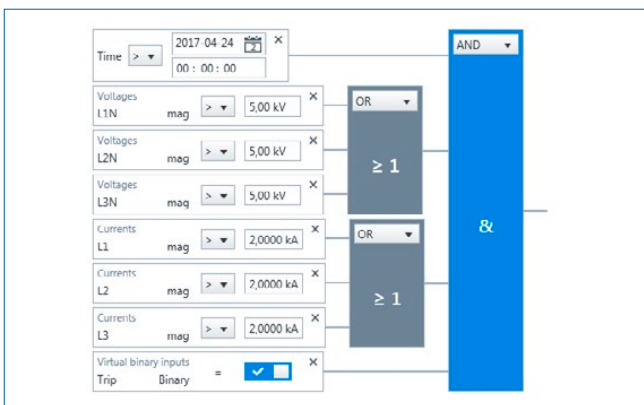 Time > 2017-04-24 2
00 : 00 : 00
AND
Voltages
L1N mag > 5,00 kV
OR
Voltages
L2N mag > 5,00 kV
≥ 1
Voltages
L3N mag > 5,00 kV
Currents
L1 mag > 2,0000 kA
OR
&
Currents
L2 mag > 2,0000 kA
≥ 1
Currents
L3 mag > 2,0000 kA
Virtual binary inputs
Trip Binary =